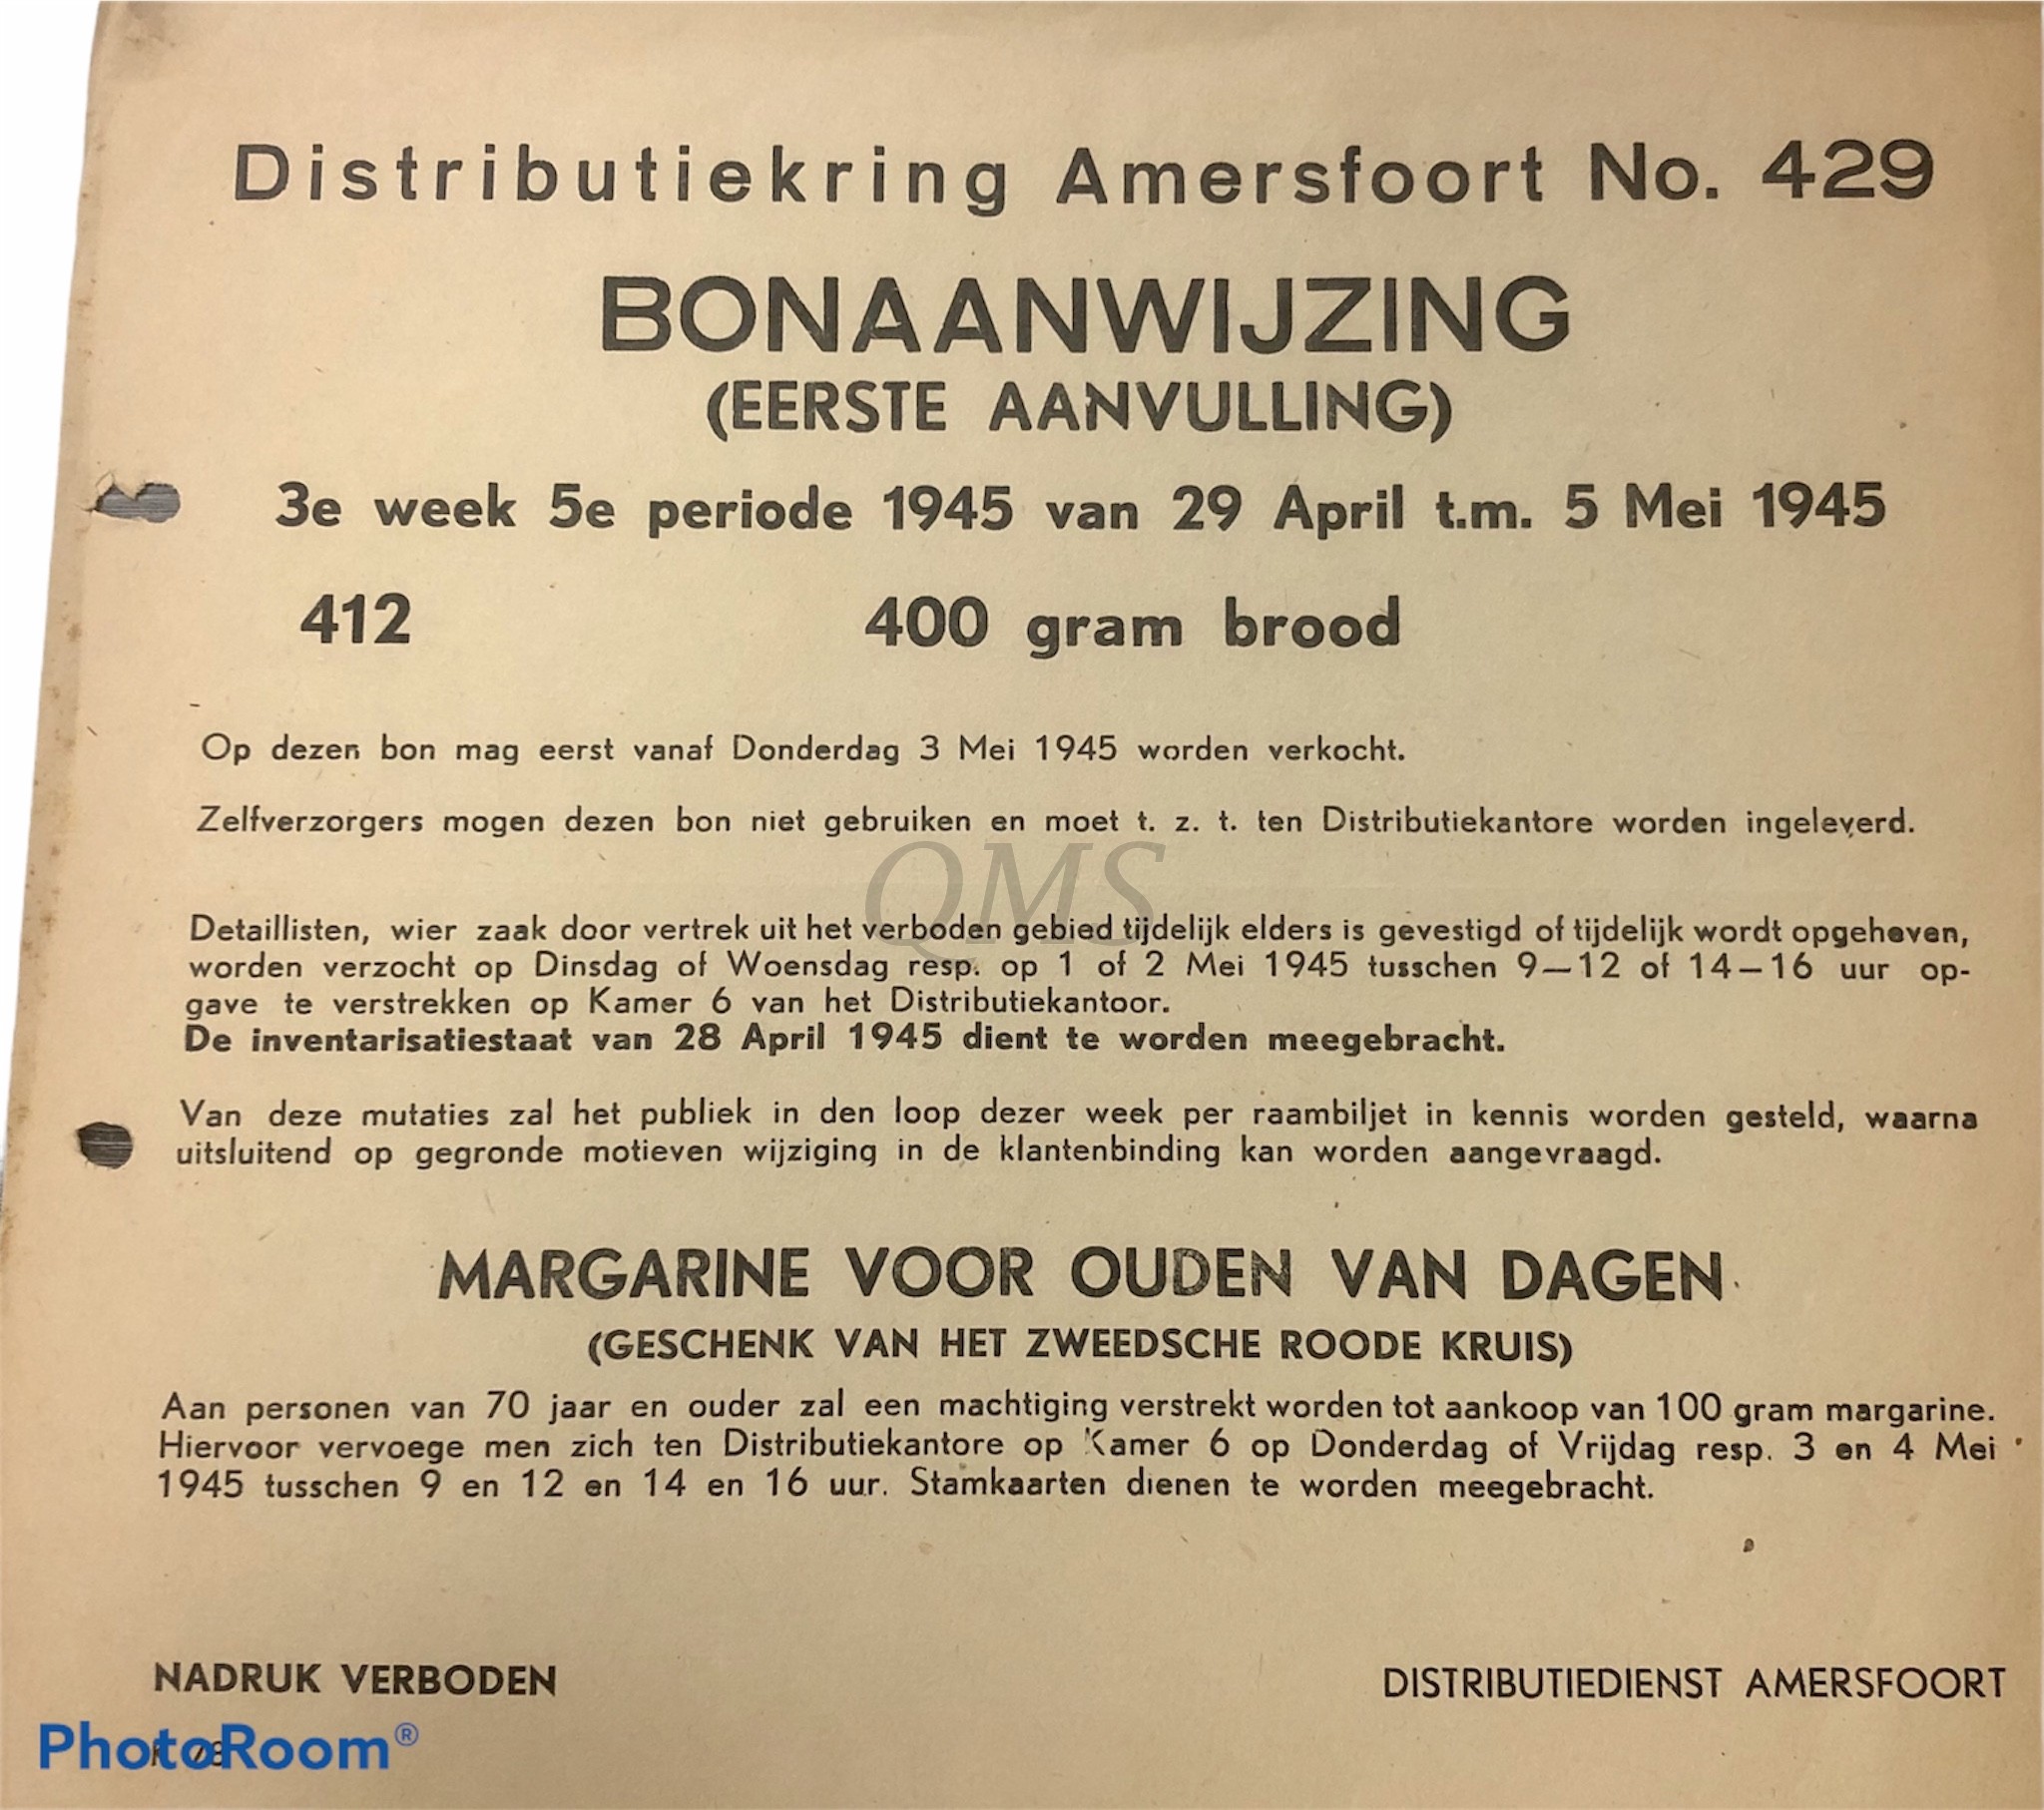 Distributiekring Amersfoort No. 429
BONAANWIJZING
(EERSTE AANVULLING)
3e week 5e periode 1945 van 29 April t.m. 5 Mei 1945
412 400 gram brood
Op dezen bon mag eerst vanaf Donderdag 3 Mei 1945 worden verkocht.
Zelfverzorgers mogen dezen bon niet gebruiken en moet t. z. t. ten Distributiekantore worden ingeleverd.
QMS
Detaillisten, wier zaak door vertrek uit het verboden gebied tijdelijk elders is gevestigd of tijdelijk wordt opgeheven,
worden verzocht op Dinsdag of Woensdag resp. op 1 of 2 Mei 1945 tusschen 9—12 of 14—16 uur op-
gave te verstrekken op Kamer 6 van het Distributiekantoor.
De inventarisatiestaat van 28 April 1945 dient te worden meegebracht.
Van deze mutaties zal het publiek in den loop dezer week per raambiljet in kennis worden gesteld, waarna
uitsluitend op gegronde motieven wijziging in de klantenbinding kan worden aangevraagd.
MARGARINE VOOR OUDEN VAN DAGEN
(GESCHENK VAN HET ZWEEDSCHE ROODE KRUIS)
Aan personen van 70 jaar en ouder zal een machtiging verstrekt worden tot aankoop van 100 gram margarine.
Hiervoor vervoege men zich ten Distributiekantore op Kamer 6 op Donderdag of Vrijdag resp. 3 en 4 Mei
1945 tusschen 9 en 12 en 14 en 16 uur. Stamkaarten dienen te worden meegebracht.
NADRUK VERBODEN DISTRIBUTIEDIENST AMERSFOORT
PhotoRoom®